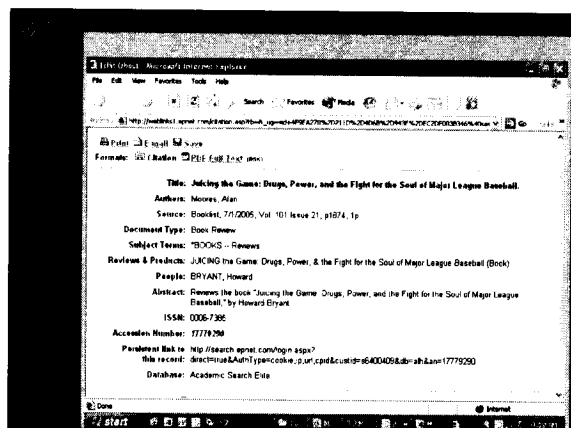 Microsoft Internet Explorer
File Edit View Favorites Tools Help
Search Favorites Media
Go
Print E-mail Save
Formats: Citation PDF Full Text
Title: Juicing the Game: Drugs, Power, and the Fight for the Soul of Major League Baseball.
Authors: Moores, Alan
Source: Booklist, 7/1/2005, Vol. 101 Issue 21, p1874, 1p
Document Type: Book Review
Subject Terms: *BOOKS -- Reviews
Reviews & Products: JUICING the Game: Drugs, Power, & the Fight for the Soul of Major League Baseball (Book)
People: BRYANT, Howard
Abstract: Reviews the book "Juicing the Game: Drugs, Power, and the Fight for the Soul of Major League
Baseball," by Howard Bryant
ISSN: 0006-7385
Accession Number: 17779290
Persistent link to http://search.epnet.com/login.aspx?
this record: direct=true&AuthType=cookie,ip,url,cpid&custid=s6400409&db=aih&an=17779290
Database: Academic Search Elite
Done Internet
start